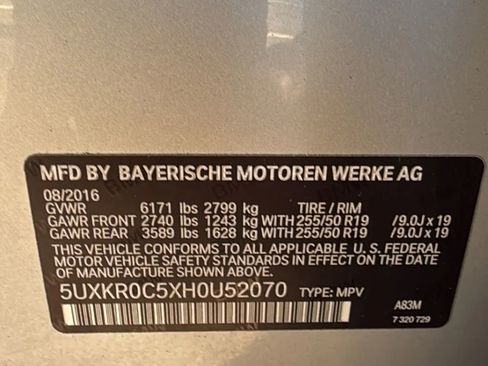 MFD BY BAYERISCHE MOTOREN WERKE AG
08/2016
GVWR 6171 lbs 2799 kg TIRE / RIM
GAWR FRONT 2740 lbs 1243 kg WITH 255/50 R19 /9.0J x 19
GAWR REAR 3589 lbs 1628 kg WITH 255/50 R19 /9.0J x 19
THIS VEHICLE CONFORMS TO ALL APPLICABLE U.S. FEDERAL
MOTOR VEHICLE SAFETY STANDARDS IN EFFECT ON THE
DATE OF MANUFACTURE SHOWN ABOVE.
5UXKR0C5XH0U52070 TYPE: MPV
A83M
7 320 729